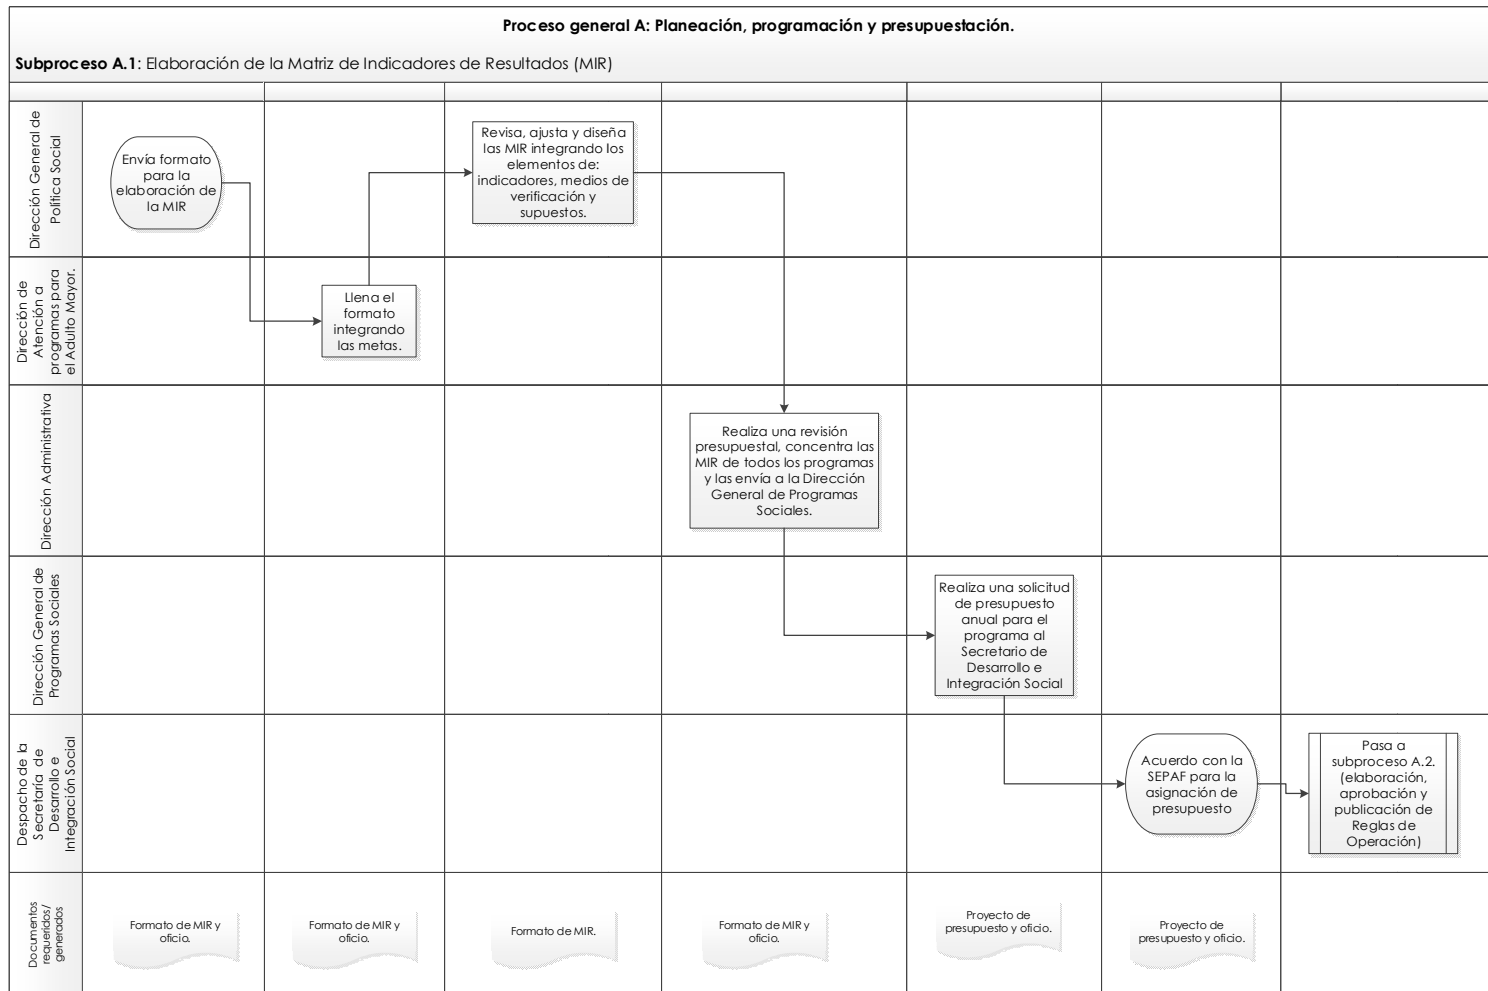 Proceso general A: Planeación, programación y presupuestación.
Subproceso A.1: Elaboración de la Matriz de Indicadores de Resultados (MIR)
Dirección General de
Política Social
Envía formato
para la
elaboración de
la MIR
Revisa, ajusta y diseña
las MIR integrando los
elementos de:
indicadores, medios de
verificación y
supuestos.
Dirección de
Atención a
programas para
el Adulto Mayor.
Llena el
formato
integrando
las metas.
Dirección Administrativa
Realiza una revisión
presupuestal, concentra las
MIR de todos los programas
y las envía a la Dirección
General de Programas
Sociales.
Dirección General de
Programas Sociales
Realiza una solicitud
de presupuesto
anual para el
programa al
Secretario de
Desarrollo e
Integración Social
Despacho de la
Secretaría de
Desarrollo e
Integración Social
Acuerdo con la
SEPAF para la
asignación de
presupuesto
Pasa a
subproceso A.2.
(elaboración,
aprobación y
publicación de
Reglas de
Operación)
Documentos
requeridos/
generados
Formato de MIR y
oficio.
Formato de MIR y
oficio.
Formato de MIR.
Formato de MIR y
oficio.
Proyecto de
presupuesto y oficio.
Proyecto de
presupuesto y oficio.